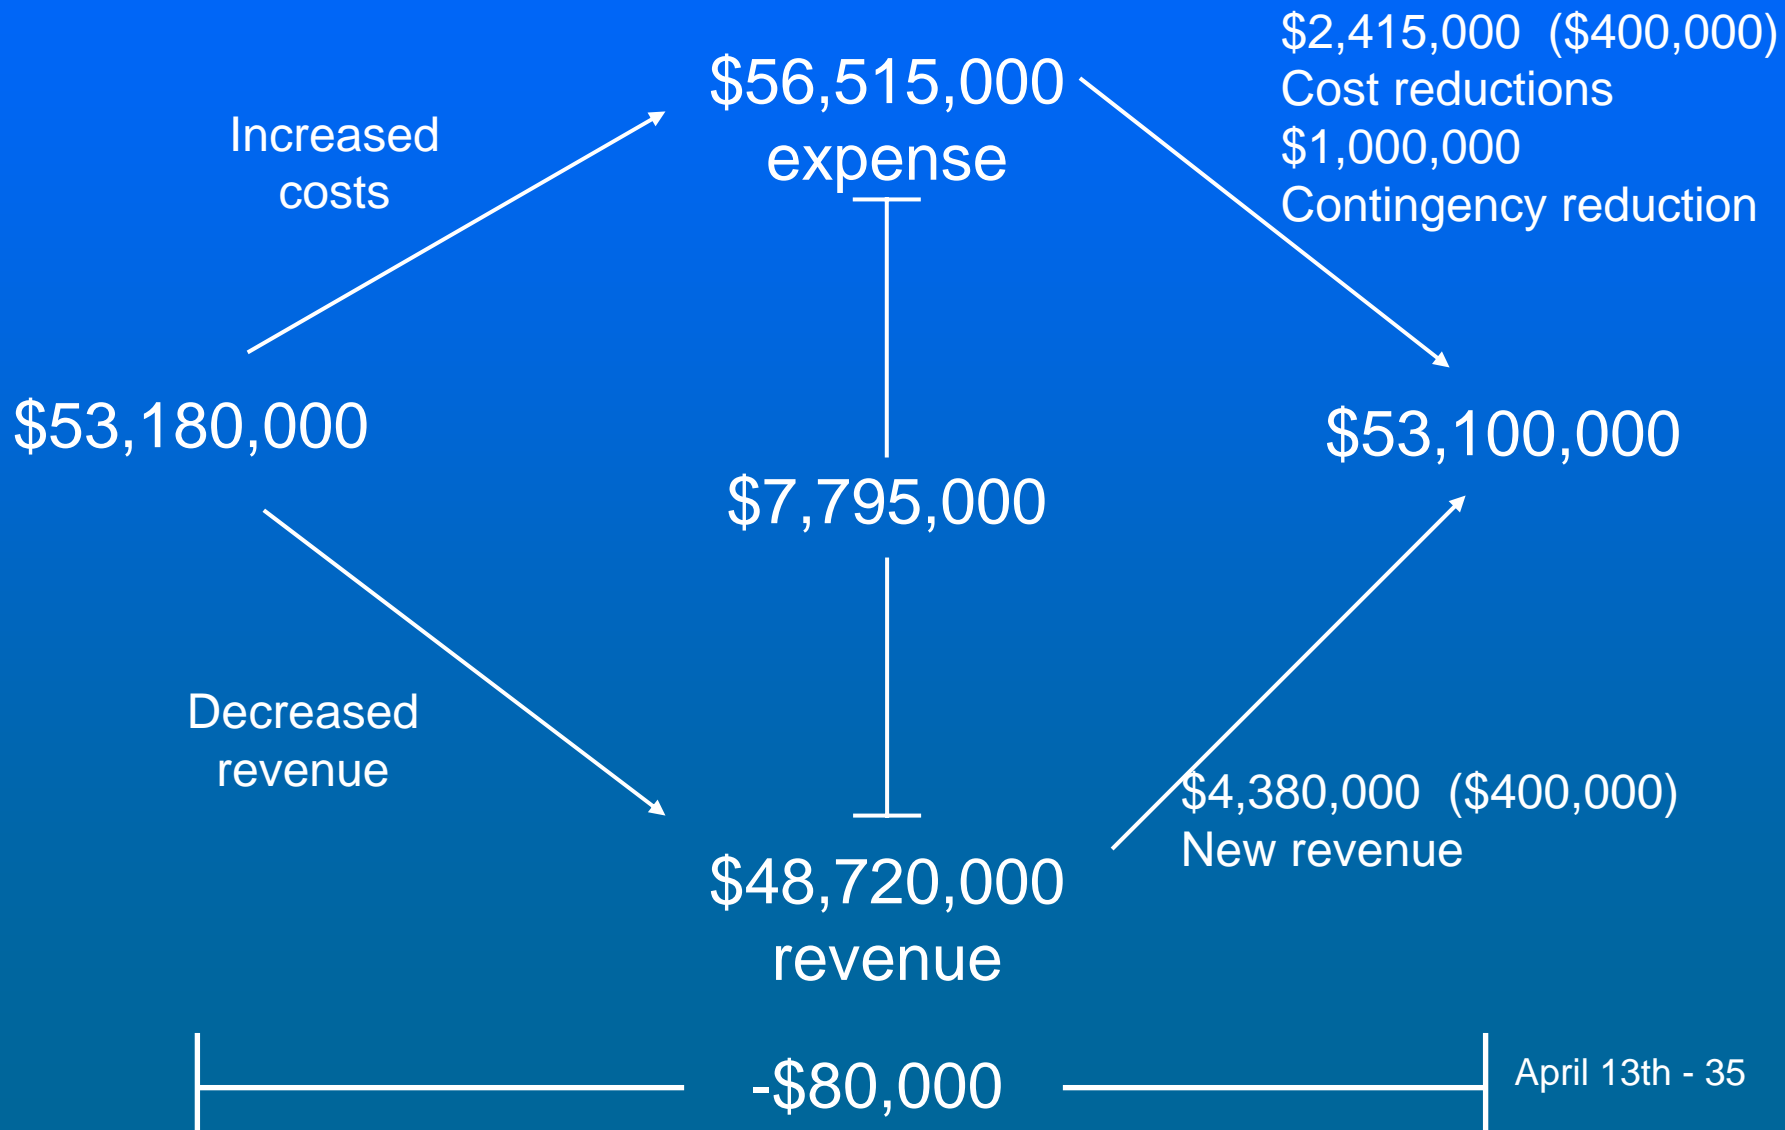 $2,415,000  ($400,000)
Cost reductions
$1,000,000
Contingency reduction
$56,515,000
expense
Increased
costs
$53,180,000
$53,100,000
$7,795,000
Decreased
revenue
$4,380,000  ($400,000)
New revenue
$48,720,000
revenue
-$80,000
April 13th - 35